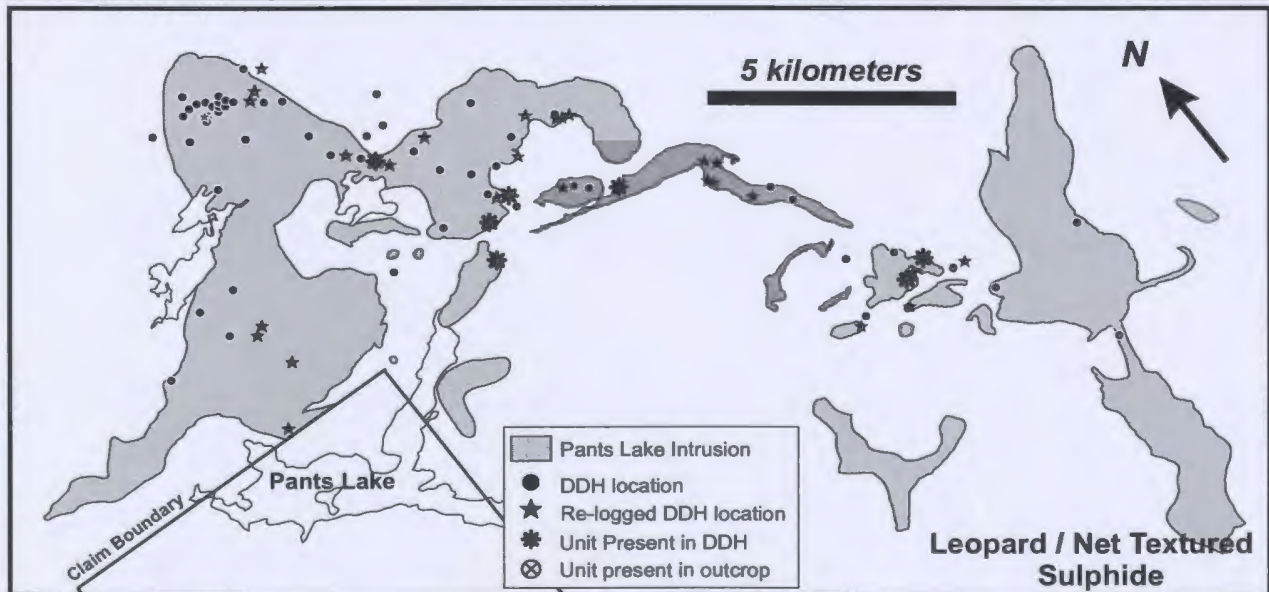 5 kilometers
N
Pants Lake
Claim Boundary
Pants Lake Intrusion
DDH location
Re-logged DDH location
Unit Present in DDH
Unit present in outcrop
Leopard / Net Textured
Sulphide